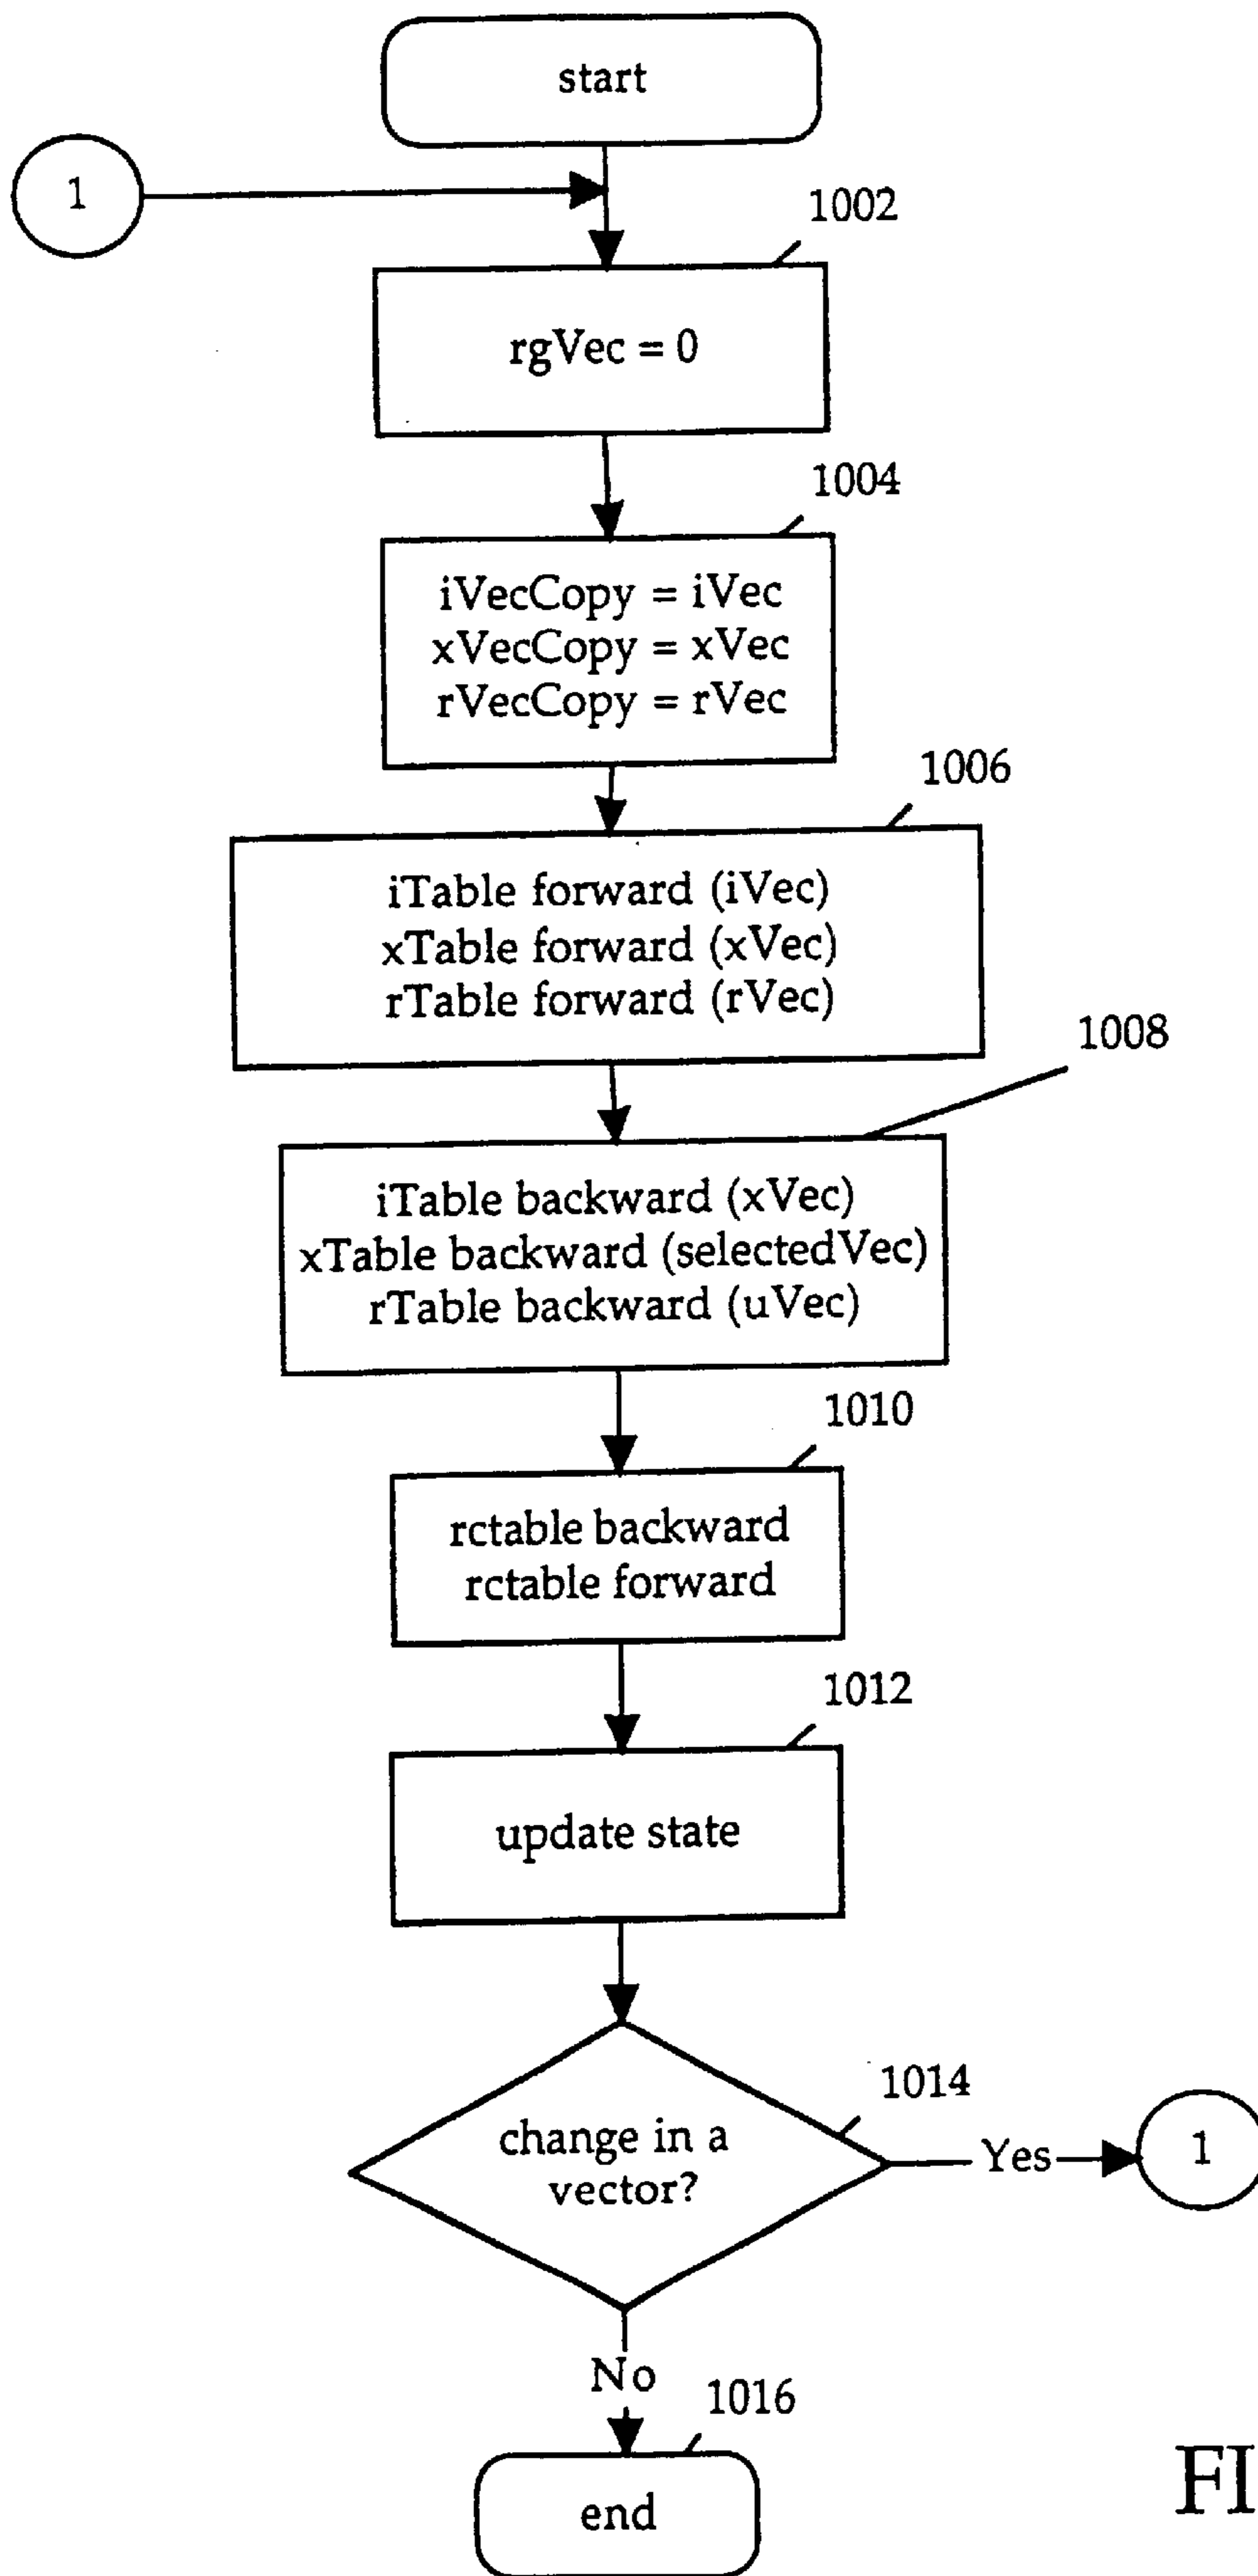 start
1
1002
rgVec = 0
1004
iVecCopy = iVec
xVecCopy = xVec
rVecCopy = rVec
1006
iTable forward (iVec)
xTable forward (xVec)
rTable forward (rVec)
1008
iTable backward (xVec)
xTable backward (selectedVec)
rTable backward (uVec)
1010
rctable backward
rctable forward
1012
update state
1014
change in a
vector?
Yes
1
No
1016
end
FI